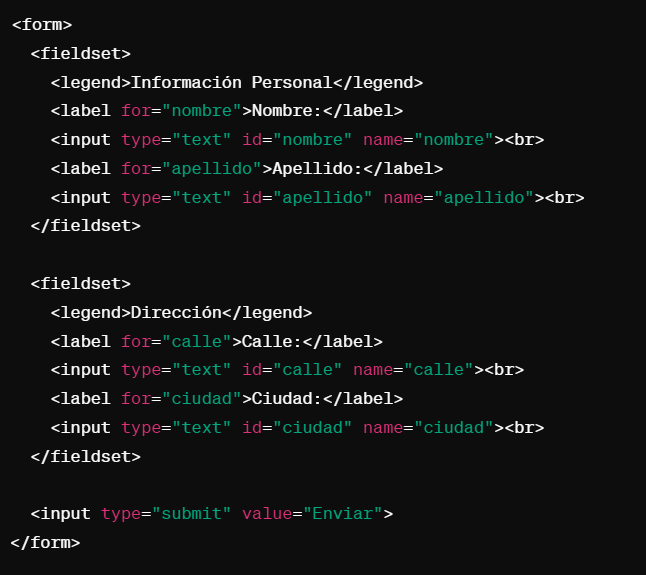 <form>
<fieldset>
<legend>Información Personal</legend>
<label for="nombre">Nombre:</label>
<input type="text" id="nombre" name="nombre"><br>
<label for="apellido">Apellido:</label>
<input type="text" id="apellido" name="apellido"><br>
</fieldset>
<fieldset>
<legend>Dirección</legend>
<label for="calle">Calle:</label>
<input type="text" id="calle" name="calle"><br>
<label for="ciudad">Ciudad:</label>
<input type="text" id="ciudad" name="ciudad"><br>
</fieldset>
<input type="submit" value="Enviar">
</form>